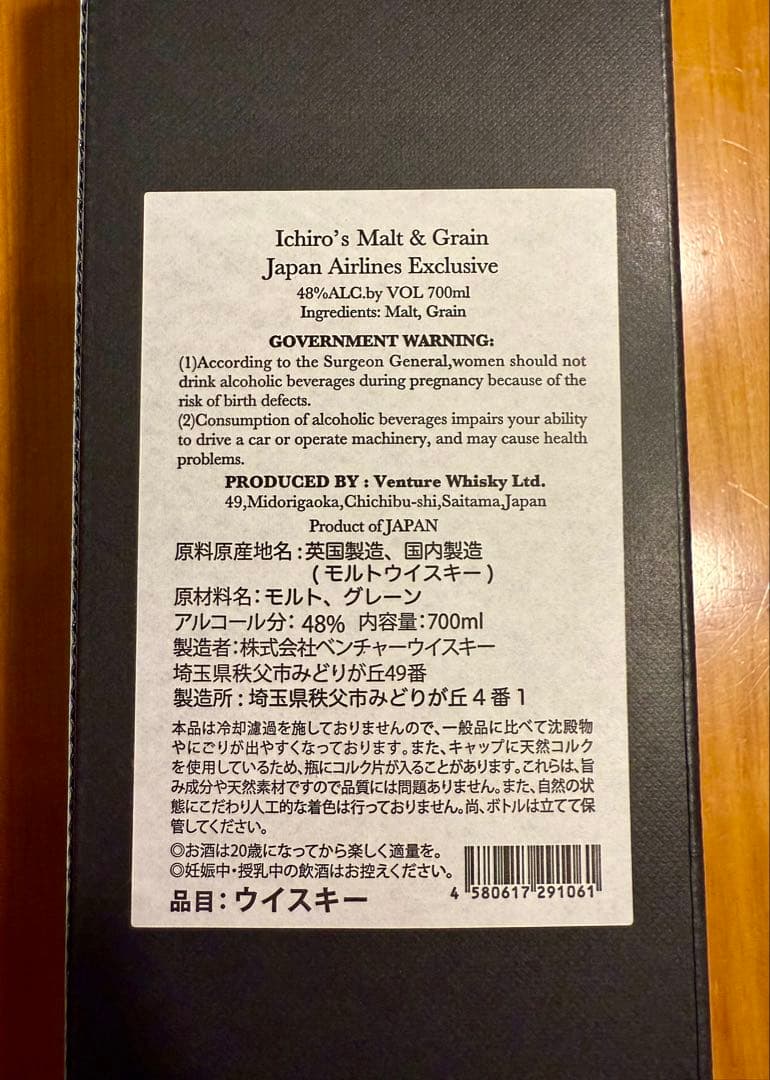 Ichiro's Malt & Grain
Japan Airlines Exclusive
48%ALC.by VOL 700ml
Ingredients: Malt, Grain
GOVERNMENT WARNING:
(1)According to the Surgeon General,women should not
drink alcoholic beverages during pregnancy because of the
risk of birth defects.
(2)Consumption of alcoholic beverages impairs your ability
to drive a car or operate machinery, and may cause health
problems.
PRODUCED BY : Venture Whisky Ltd.
49,Midorigaoka,Chichibu-shi,Saitama,Japan
Product of JAPAN
原料原産地名:英国製造、国内製造
(モルトウイスキー)
原材料名:モルト、グレーン
アルコール分: 48% 内容量:700ml
製造者:株式会社ベンチャーウイスキー
埼玉県秩父市みどりが丘49番
製造所:埼玉県秩父市みどりが丘4番1
本品は冷却濾過を施しておりませんので、一般品に比べて沈殿物
やにごりが出やすくなっております。また、キャップに天然コルク
を使用しているため、瓶にコルク片が入ることがあります。これらは、旨
み成分や天然素材ですので品質には問題ありません。また、自然の状
態にこだわり人工的な着色は行っておりません。尚、ボトルは立てて保
管してください。
◎お酒は20歳になってから楽しく適量を。
◎妊娠中・授乳中の飲酒はお控えください。
品目:ウイスキー
4 580617 291061